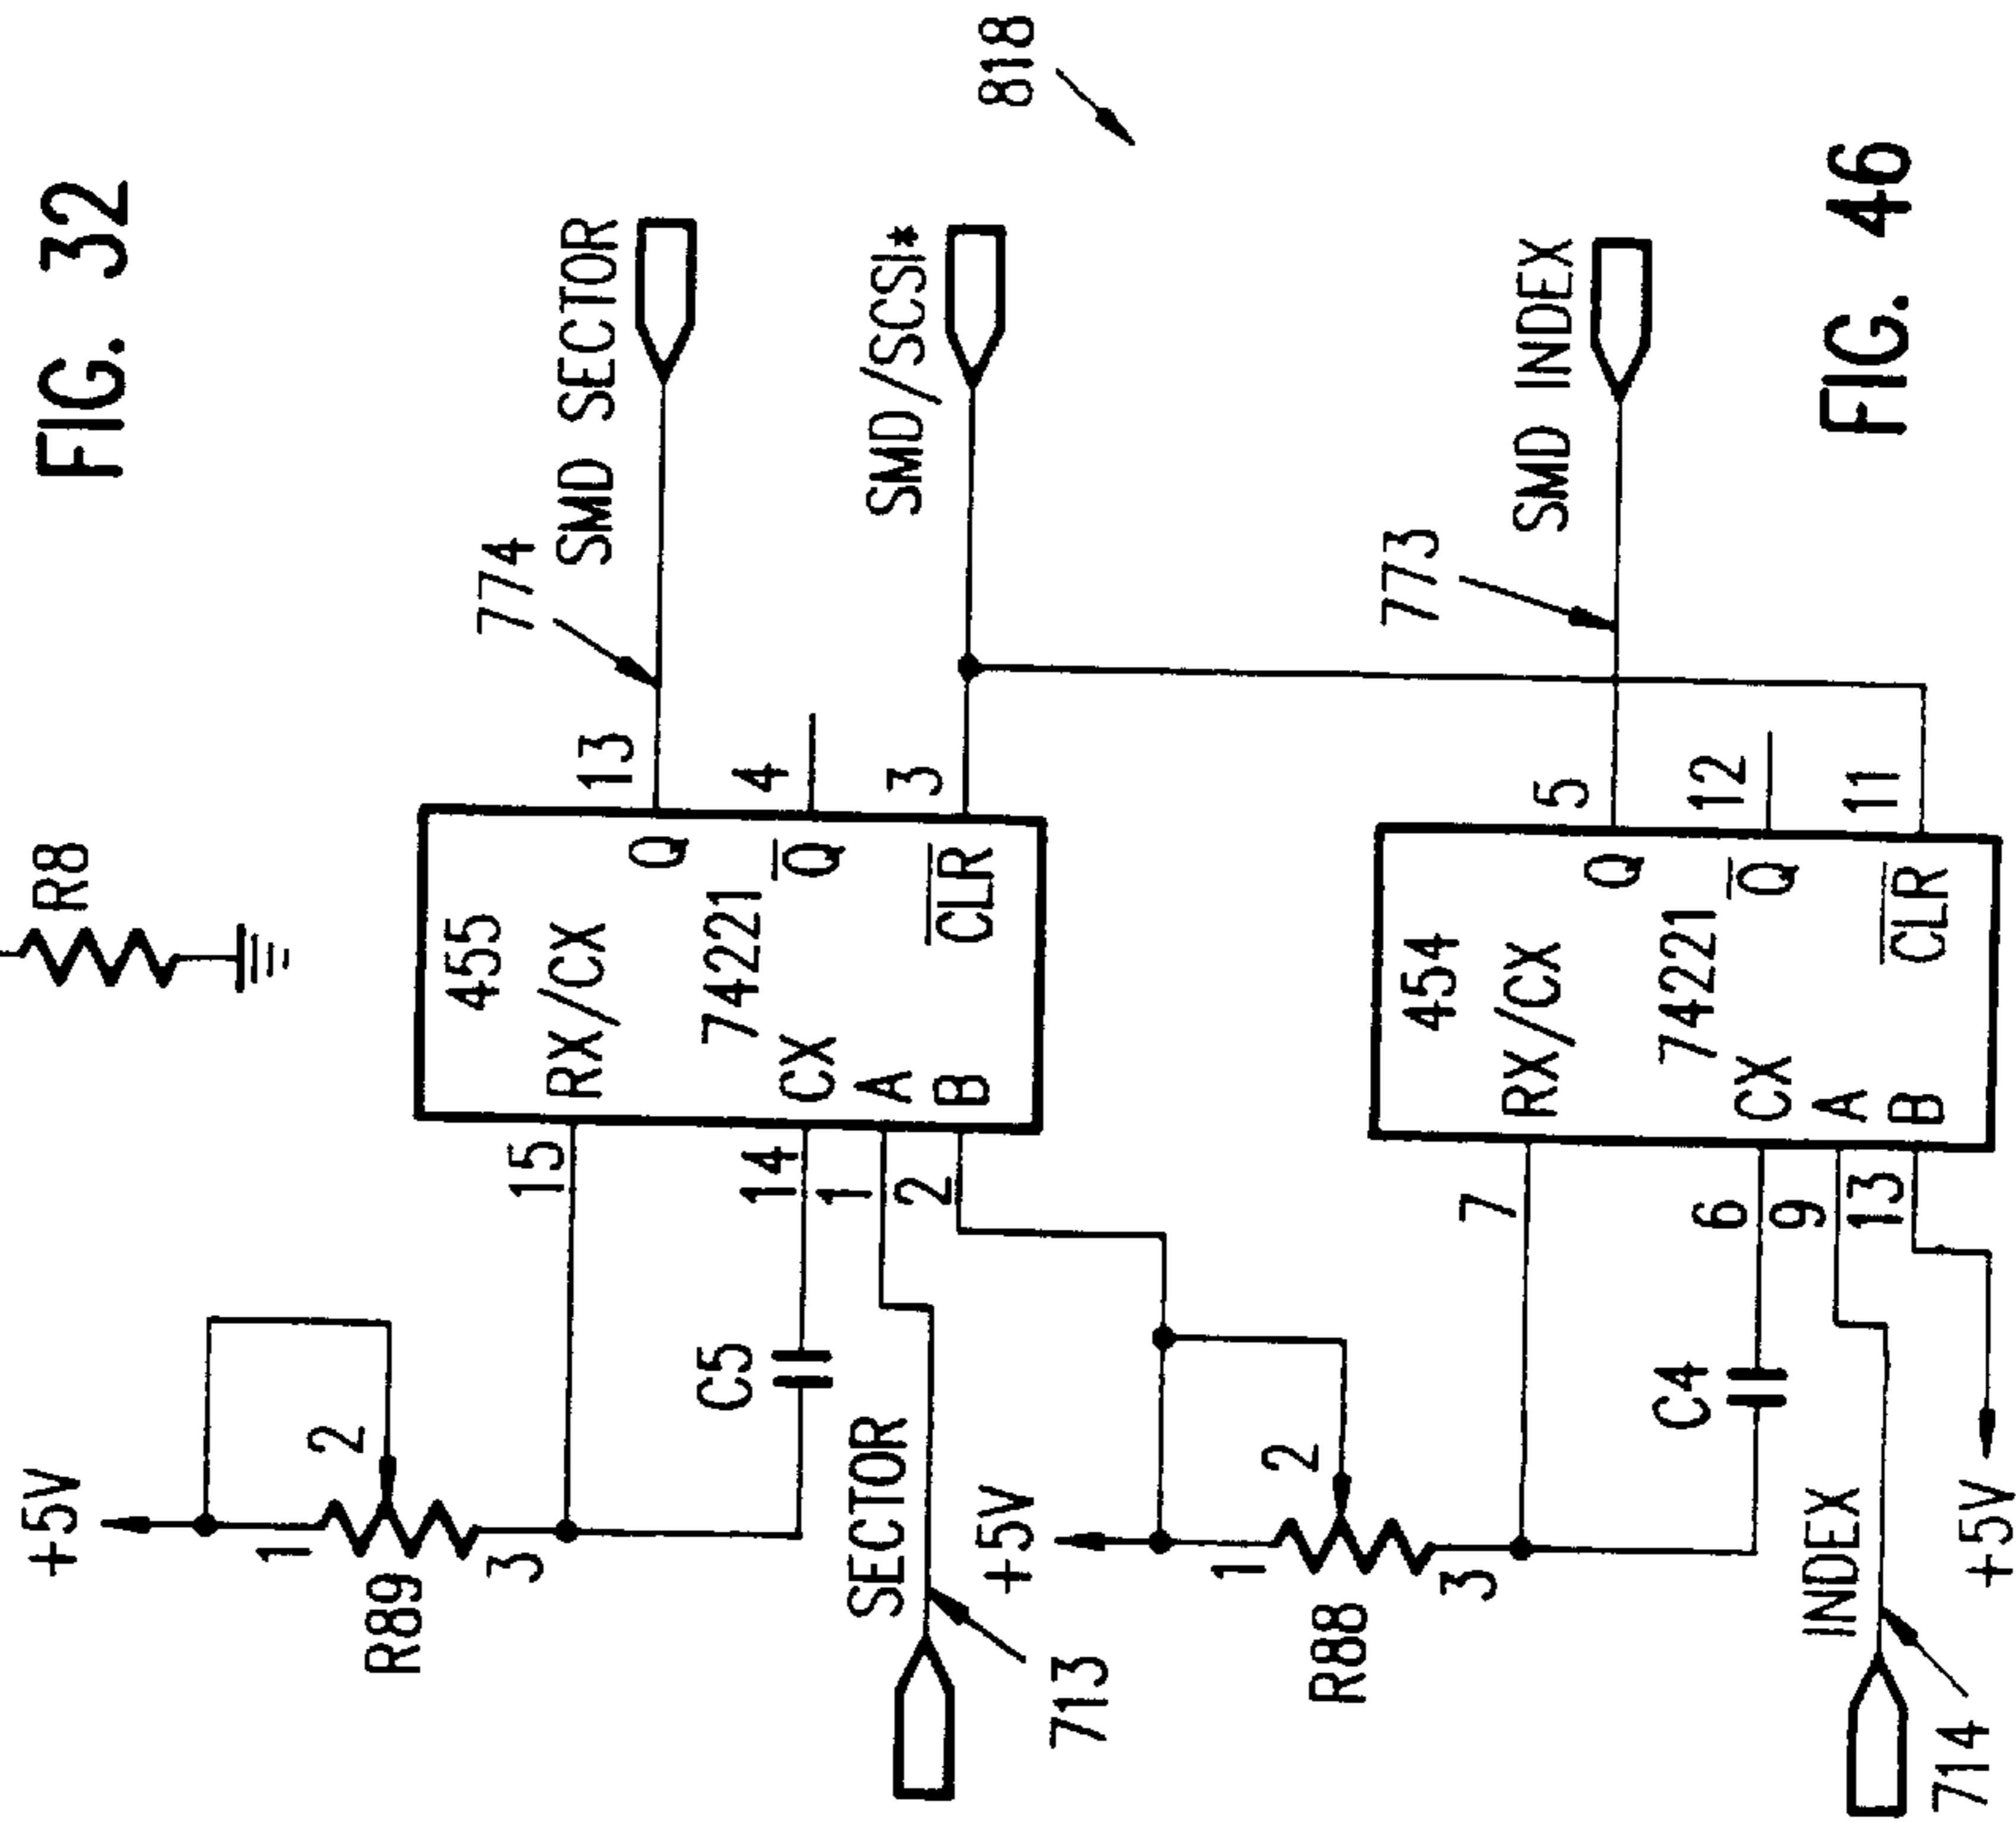 FIG. 32
R8
+5V
1
2
3
R89
15
455
RX/CX
74221
CX
A
B
Q
Q
CLR
13
4
3
774
SMD SECTOR
SMD/SCSI*
818
C5
14
1
2
SECTOR
713
+5V
1
2
3
R88
7
454
RX/CX
74221
CX
A
B
Q
Q
CLR
5
12
11
773
SMD INDEX
C4
6
9
13
INDEX
714
+5V
FIG. 46